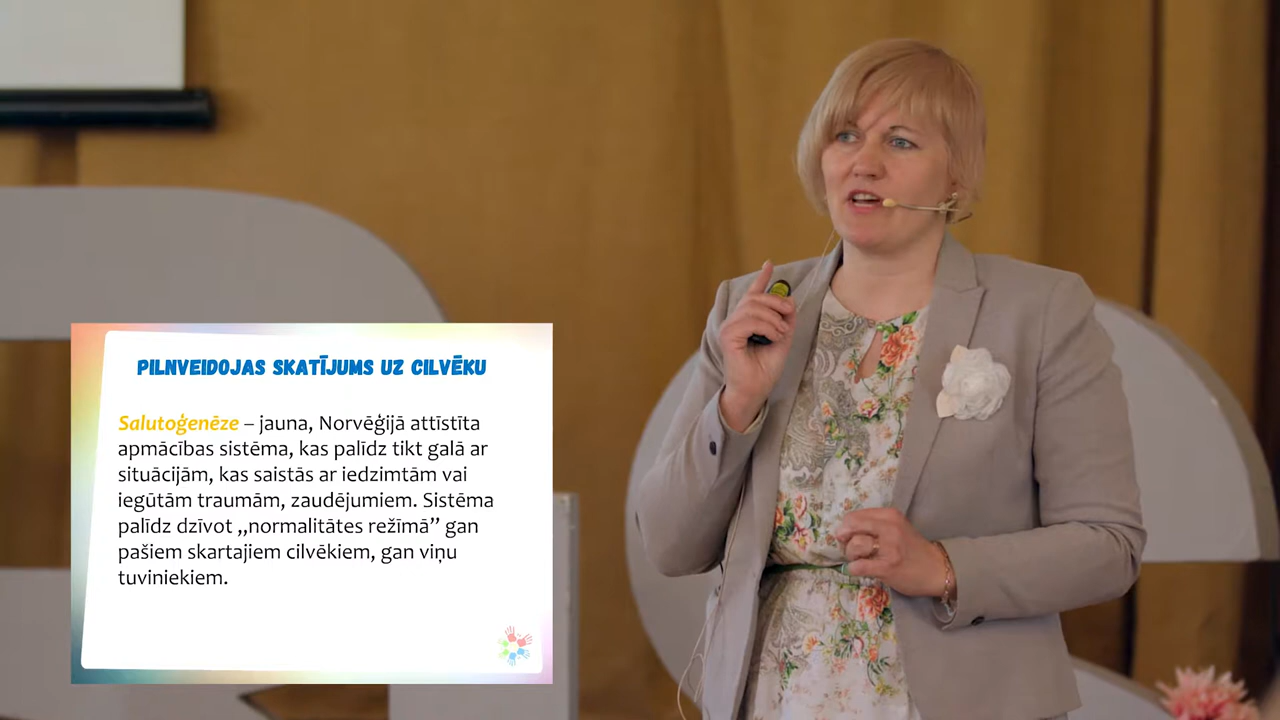 PILNVEIDOJAS SKATĪJUMS UZ CILVĒKU
Salutoģenēze – jauna, Norvēģijā attīstīta
apmācības sistēma, kas palīdz tikt galā ar
situācijām, kas saistās ar iedzimtām vai
iegūtām traumām, zaudējumiem. Sistēma
palīdz dzīvot „normalitātes režīmā” gan
pašiem skartajiem cilvēkiem, gan viņu
tuviniekiem.